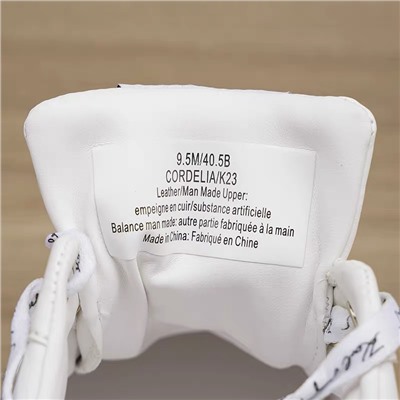 9.5M/40.5B
CORDELIA/K23
Leather/Man Made Upper:
empeigne en cuir/substance artificielle
Balance man made: autre partie fabriquée à la main
Made in China: Fabriqué en Chine